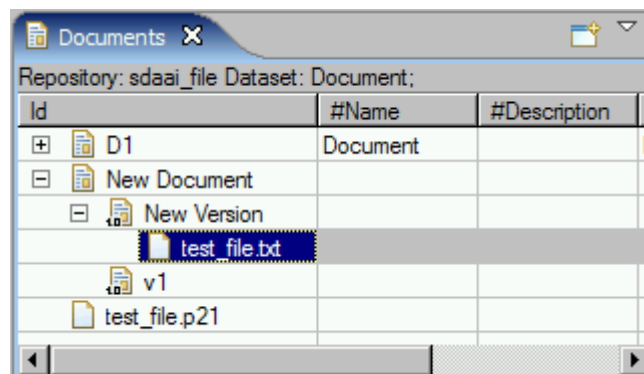 Documents
Repository: sdaai_file Dataset: Document;
Id #Name #Description
D1 Document
New Document
New Version
test_file.txt
v1
test_file.p21